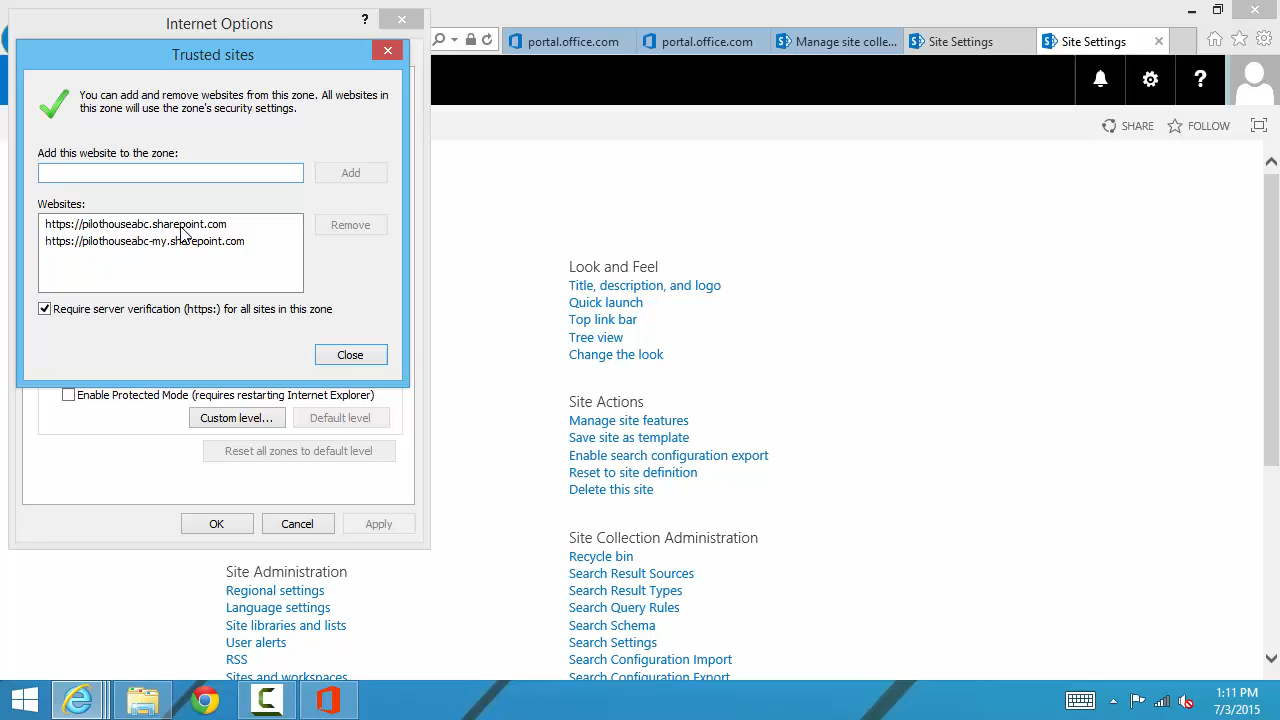 Internet Options
?
portal.office.com
portal.office.com
Manage site colle...
Site Settings
Site Settings
Trusted sites
You can add and remove websites from this zone. All websites in
this zone will use the zone's security settings.
Add this website to the zone:
Add
Websites:
https://pilothouseabc.sharepoint.com
https://pilothouseabc-my.sharepoint.com
Remove
Require server verification (https:) for all sites in this zone
Close
Enable Protected Mode (requires restarting Internet Explorer)
Custom level...
Default level
Reset all zones to default level
OK
Cancel
Apply
?
SHARE
FOLLOW
Look and Feel
Title, description, and logo
Quick launch
Top link bar
Tree view
Change the look
Site Actions
Manage site features
Save site as template
Enable search configuration export
Reset to site definition
Delete this site
Site Collection Administration
Recycle bin
Search Result Sources
Search Result Types
Search Query Rules
Search Schema
Search Settings
Search Configuration Import
Search Configuration Export
Site Administration
Regional settings
Language settings
Site libraries and lists
User alerts
RSS
Sites and workspaces
1:11 PM
7/3/2015